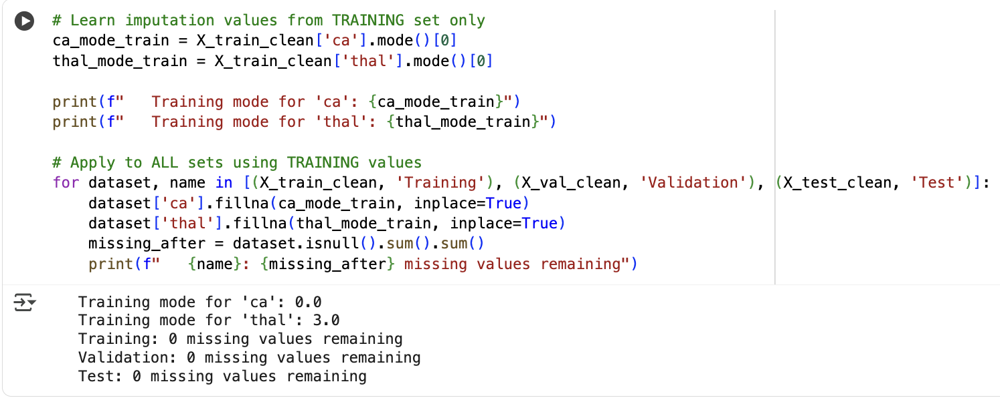 # Learn imputation values from TRAINING set only
ca_mode_train = X_train_clean['ca'].mode()[0]
thal_mode_train = X_train_clean['thal'].mode()[0]
print(f"   Training mode for 'ca': {ca_mode_train}")
print(f"   Training mode for 'thal': {thal_mode_train}")
# Apply to ALL sets using TRAINING values
for dataset, name in [(X_train_clean, 'Training'), (X_val_clean, 'Validation'), (X_test_clean, 'Test')]:
    dataset['ca'].fillna(ca_mode_train, inplace=True)
    dataset['thal'].fillna(thal_mode_train, inplace=True)
    missing_after = dataset.isnull().sum().sum()
    print(f"   {name}: {missing_after} missing values remaining")
Training mode for 'ca': 0.0
Training mode for 'thal': 3.0
Training: 0 missing values remaining
Validation: 0 missing values remaining
Test: 0 missing values remaining